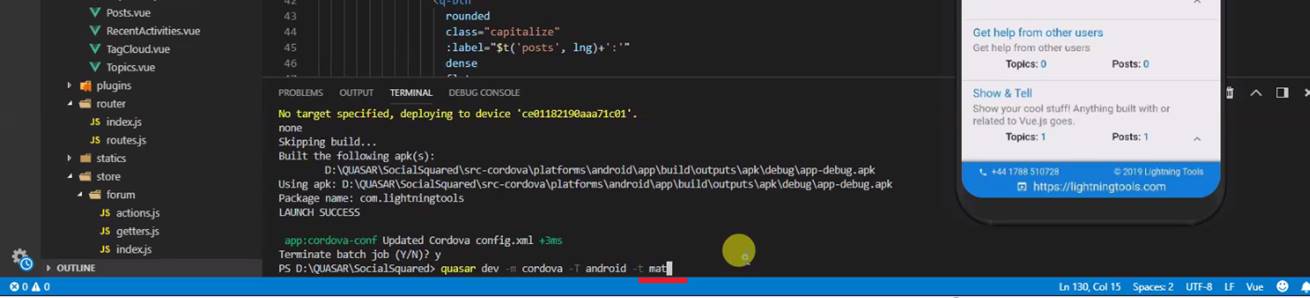 Posts.vue
RecentActivities.vue
TagCloud.vue
Topics.vue
plugins
router
index.js
routes.js
statics
store
forum
actions.js
getters.js
index.js
OUTLINE
43 rounded
44 class="capitalize"
45 :label="$t('posts', lng)+':'"
46 dense
PROBLEMS OUTPUT TERMINAL DEBUG CONSOLE
No target specified, deploying to device 'ce01182190aaa71c01'.
none
Skipping build...
Built the following apk(s):
D:\QUASAR\SocialSquared\src-cordova\platforms\android\app\build\outputs\apk\debug\app-debug.apk
Using apk: D:\QUASAR\SocialSquared\src-cordova\platforms\android\app\build\outputs\apk\debug\app-debug.apk
Package name: com.lightningtools
LAUNCH SUCCESS
app:cordova-conf Updated Cordova config.xml +3ms
Terminate batch job (Y/N)? y
PS D:\QUASAR\SocialSquared> quasar dev -m cordova -T android -t mat
Get help from other users
Get help from other users
Topics: 0 Posts: 0
Show & Tell
Show your cool stuff! Anything built with or
related to Vue.js goes.
Topics: 1 Posts: 1
+44 1788 510728 © 2019 Lightning Tools
https://lightningtools.com
0 0 Ln 130, Col 15 Spaces: 2 UTF-8 LF Vue